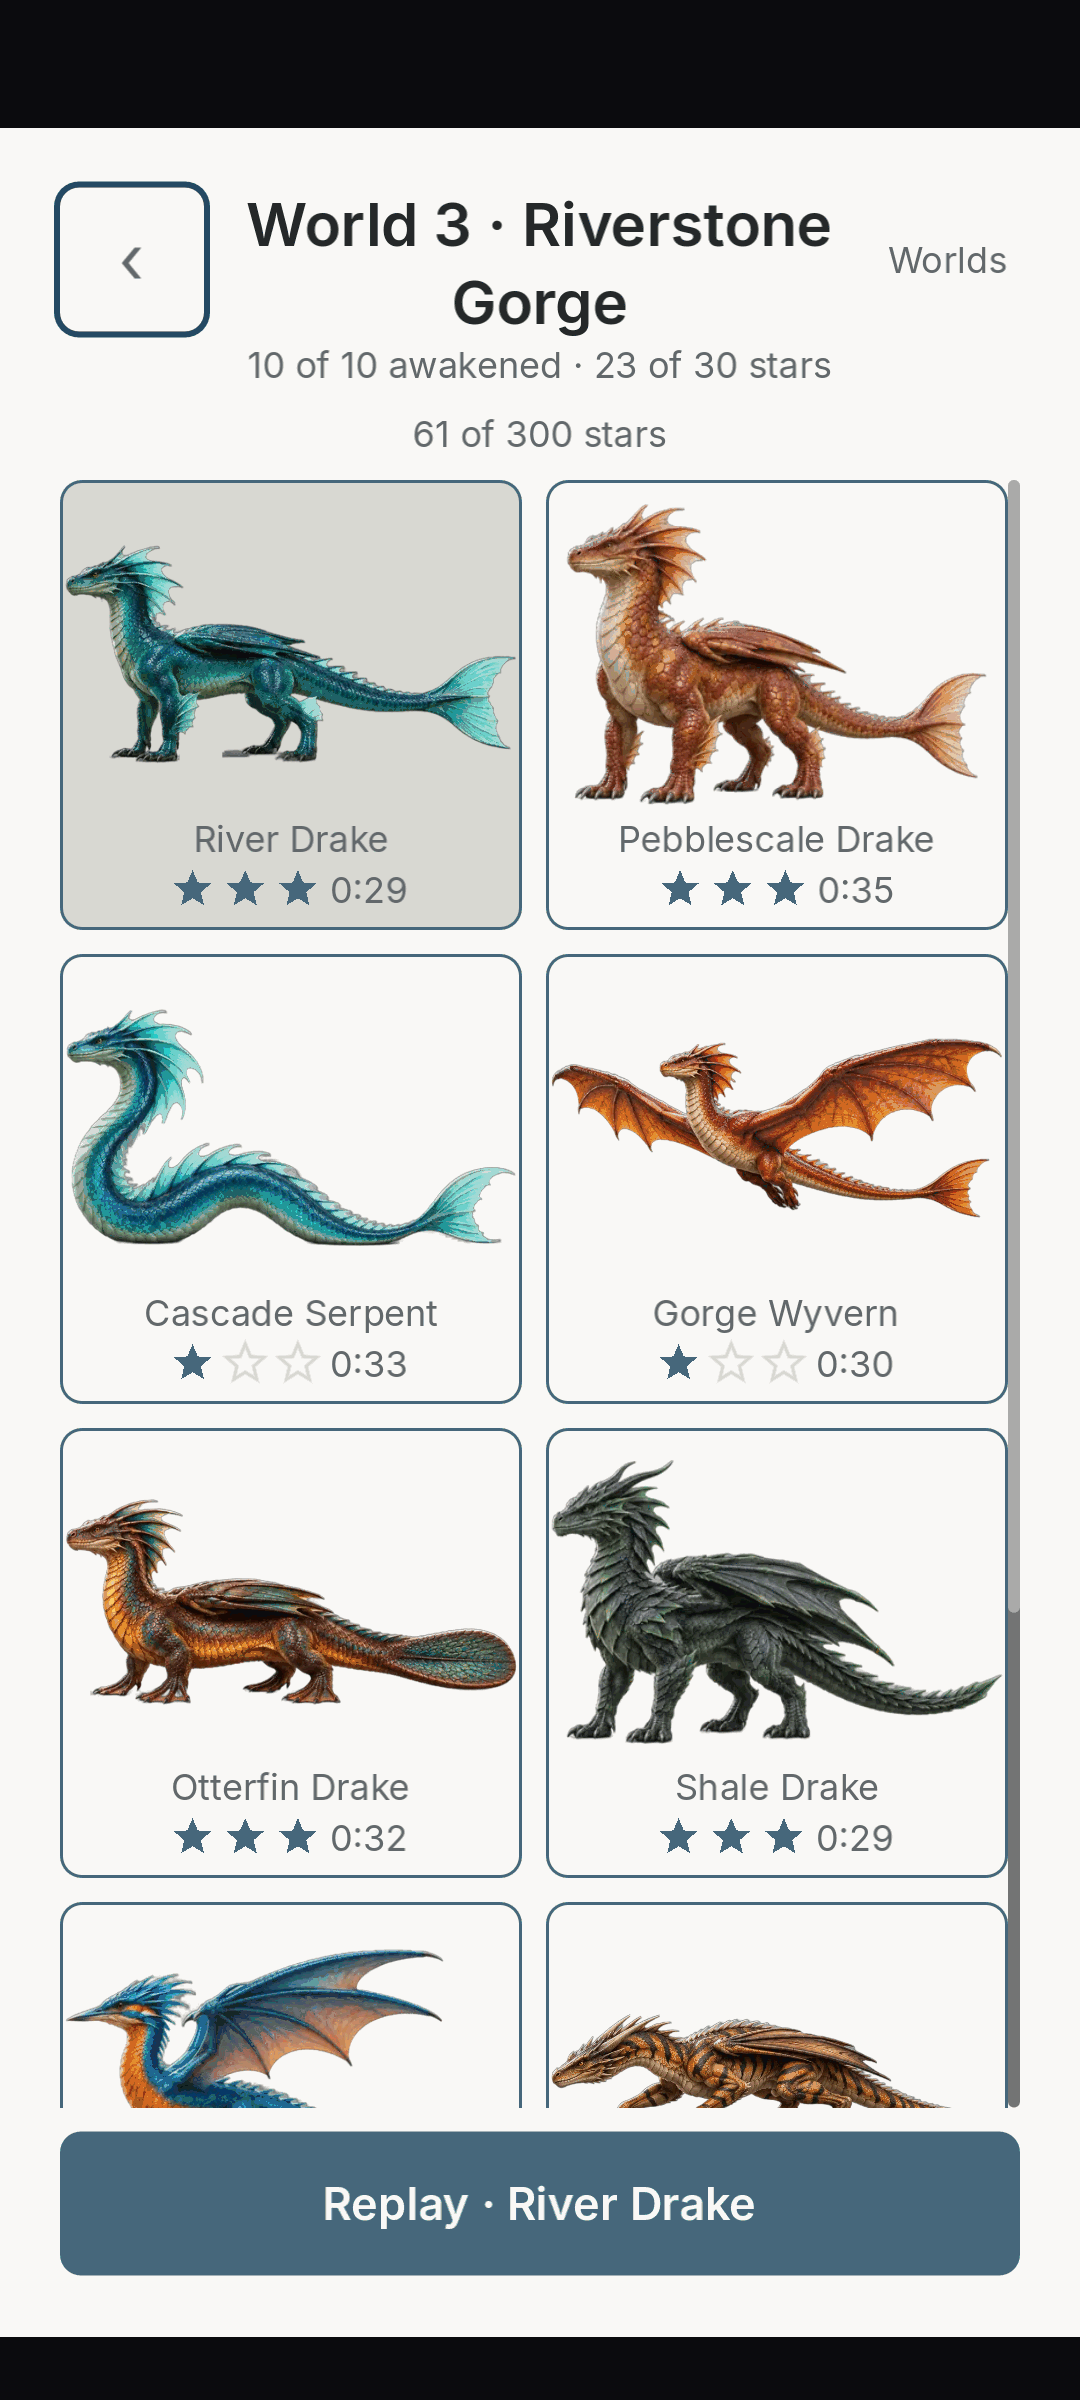 World 3 · Riverstone
Gorge
Worlds
10 of 10 awakened · 23 of 30 stars
61 of 300 stars
River Drake
0:29
Pebblescale Drake
0:35
Cascade Serpent
0:33
Gorge Wyvern
0:30
Otterfin Drake
0:32
Shale Drake
0:29
Replay · River Drake